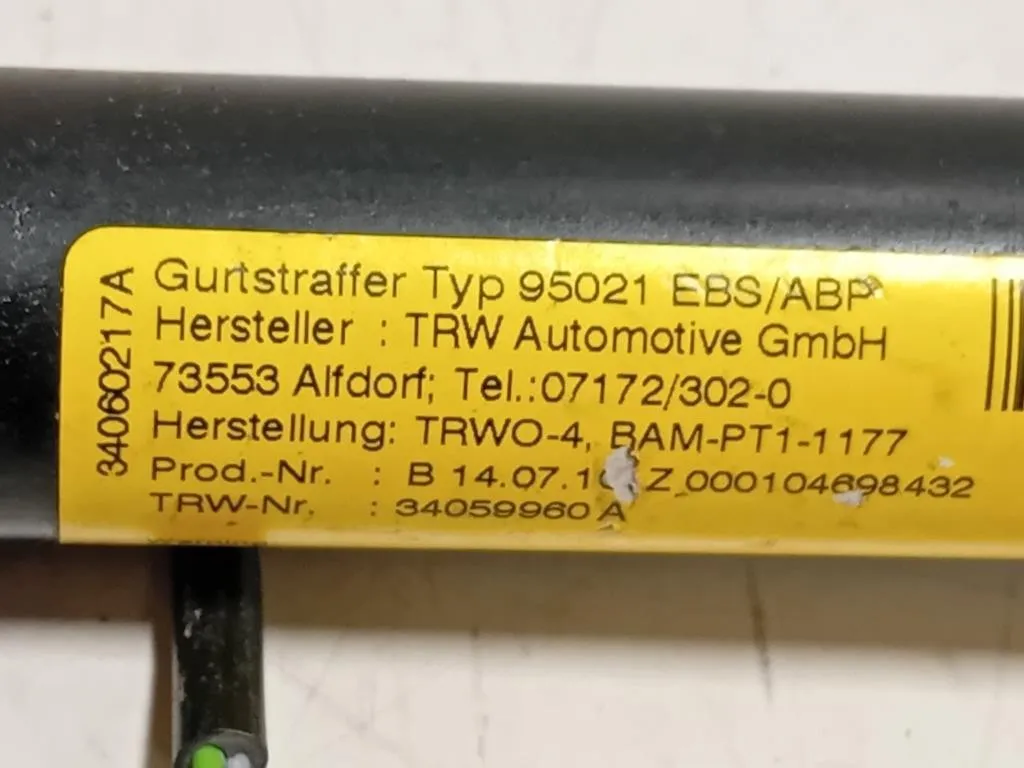 34060217A
Gurtstraffer Typ 95021 EBS/ABP
Hersteller : TRW Automotive GmbH
73553 Alfdorf; Tel.:07172/302-0
Herstellung: TRWO-4, BAM-PT1-1177
Prod.-Nr. : B Z 000104698432
TRW-Nr. : 34059960 A